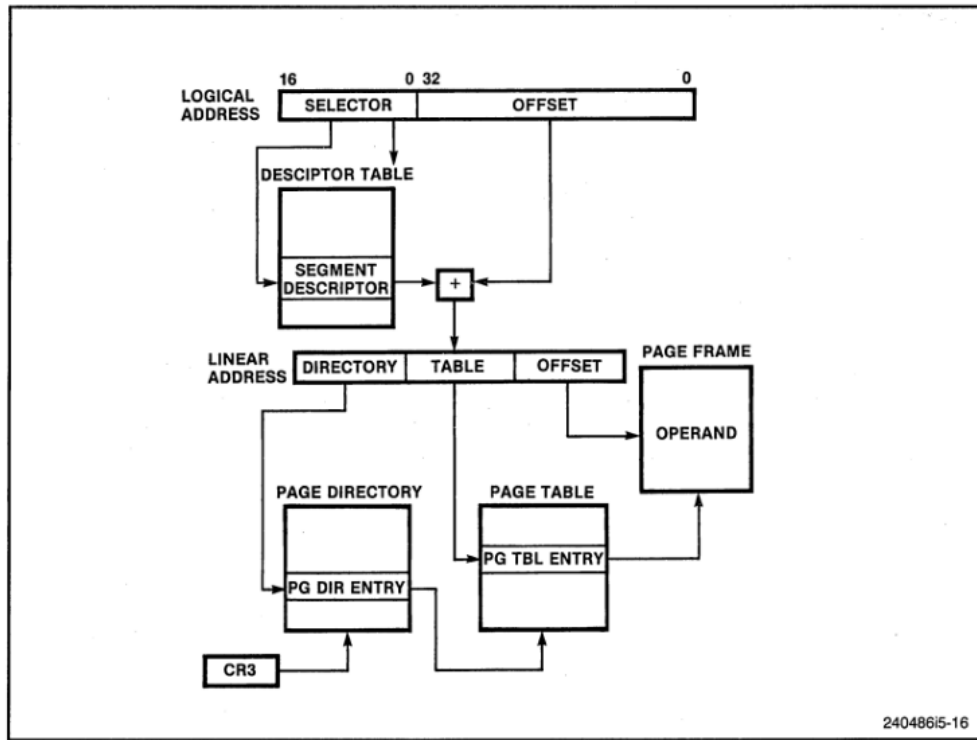 16 0 32 0
LOGICAL ADDRESS
SELECTOR OFFSET
DESCIPTOR TABLE
SEGMENT
DESCRIPTOR
+
LINEAR ADDRESS
DIRECTORY TABLE OFFSET
PAGE FRAME
OPERAND
PAGE DIRECTORY PAGE TABLE
PG TBL ENTRY
PG DIR ENTRY
CR3
240486i5-16